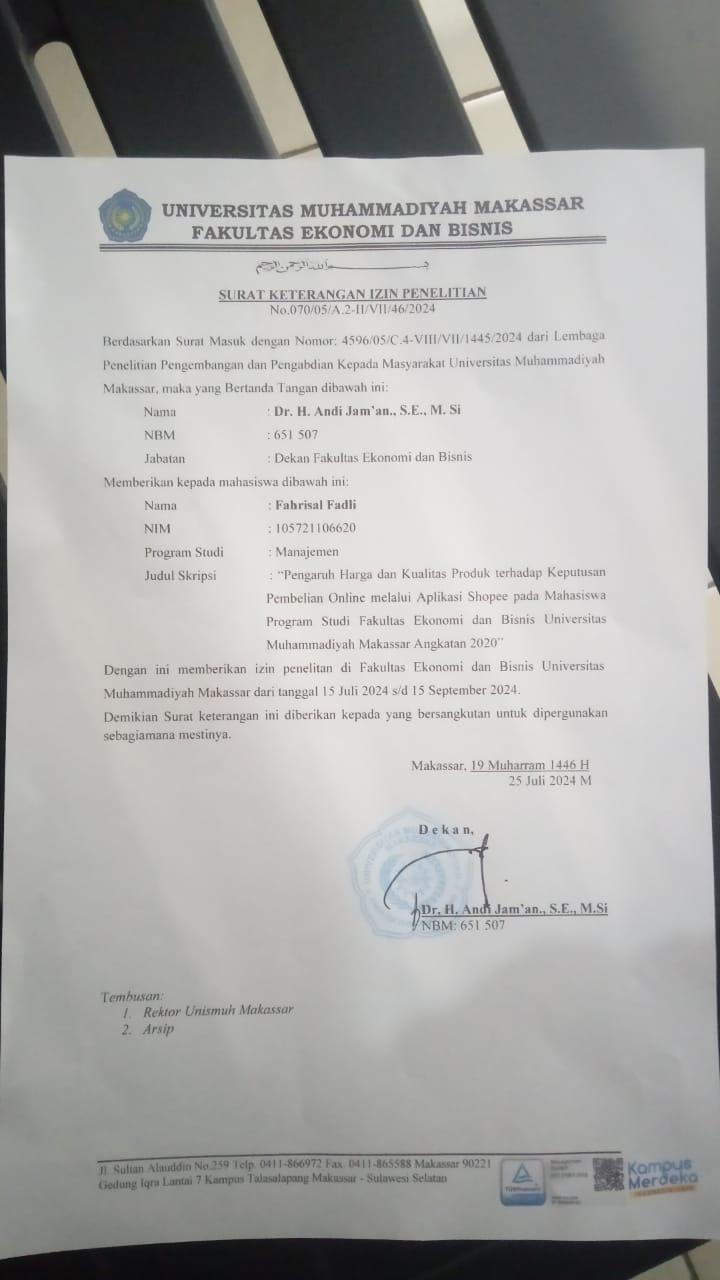 UNIVERSITAS MUHAMMADIYAH MAKASSAR
FAKULTAS EKONOMI DAN BISNIS
SURAT KETERANGAN IZIN PENELITIAN
No.070/05/A.2-II/VII/46/2024
Berdasarkan Surat Masuk dengan Nomor: 4596/05/C.4-VIII/VII/1445/2024 dari Lembaga
Penelitian Pengembangan dan Pengabdian Kepada Masyarakat Universitas Muhammadiyah
Makassar, maka yang Bertanda Tangan dibawah ini:
Nama : Dr. H. Andi Jam'an., S.E., M. Si
NBM : 651 507
Jabatan : Dekan Fakultas Ekonomi dan Bisnis
Memberikan kepada mahasiswa dibawah ini:
Nama : Fahrisal Fadli
NIM : 105721106620
Program Studi : Manajemen
Judul Skripsi : "Pengaruh Harga dan Kualitas Produk terhadap Keputusan
Pembelian Online melalui Aplikasi Shopee pada Mahasiswa
Program Studi Fakultas Ekonomi dan Bisnis Universitas
Muhammadiyah Makassar Angkatan 2020"
Dengan ini memberikan izin penelitan di Fakultas Ekonomi dan Bisnis Universitas
Muhammadiyah Makassar dari tanggal 15 Juli 2024 s/d 15 September 2024.
Demikian Surat keterangan ini diberikan kepada yang bersangkutan untuk dipergunakan
sebagiamana mestinya.
Makassar, 19 Muharram 1446 H
25 Juli 2024 M
Dekan,
Dr. H. Andi Jam'an., S.E., M.Si
NBM: 651 507
Tembusan:
1. Rektor Unismuh Makassar
2. Arsip
Jl. Sultan Alauddin No.259 Telp. 0411-866972 Fax. 0411-865588 Makassar 90221
Gedung Iqra Lantai 7 Kampus Talasalapang Makassar - Sulawesi Selatan
Kampus
Merdeka